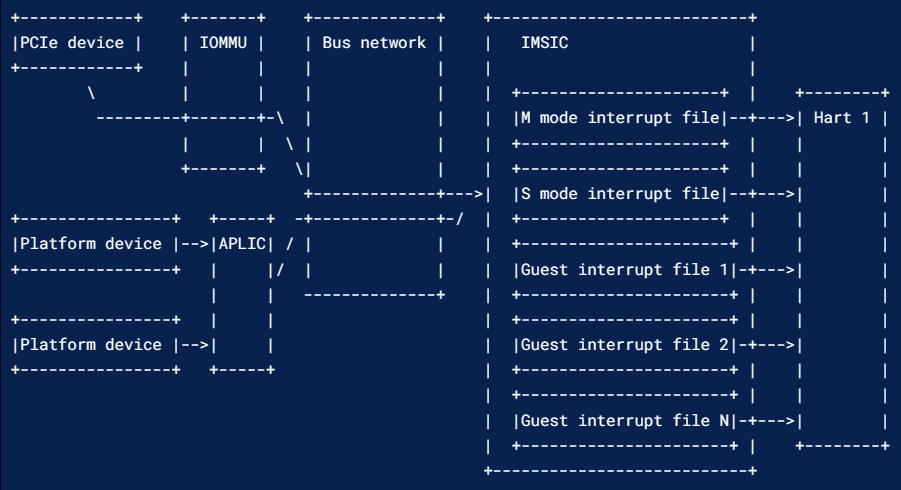 +------------+    +-------+    +-------------+    +---------------------------+
|PCIe device |    | IOMMU |    | Bus network |    |   IMSIC                   |
+------------+    |       |    |             |    |                           |
        \         |       |    |             |    |  +---------------------+  |    +--------+
         ---------+-------+-\  |             |    |  |M mode interrupt file|--+--->| Hart 1 |
                  |       |  \ |             |    |  +---------------------+  |    |        |
                  +-------+   \|             |    |  +---------------------+  |    |        |
                               +-------------+--->|  |S mode interrupt file|--+--->|        |
+----------------+   +-----+  -+-------------+-/  |  +---------------------+  |    |        |
|Platform device |-->|APLIC| / |             |    |  +----------------------+ |    |        |
+----------------+   |     |/  |             |    |  |Guest interrupt file 1|-+--->|        |
                     |     |   --------------+    |  +----------------------+ |    |        |
+----------------+   |     |                      |  +----------------------+ |    |        |
|Platform device |-->|     |                      |  |Guest interrupt file 2|-+--->|        |
+----------------+   +-----+                      |  +----------------------+ |    |        |
                                                  |  +----------------------+ |    |        |
                                                  |  |Guest interrupt file N|-+--->|        |
                                                  |  +----------------------+ |    +--------+
                                                  +---------------------------+